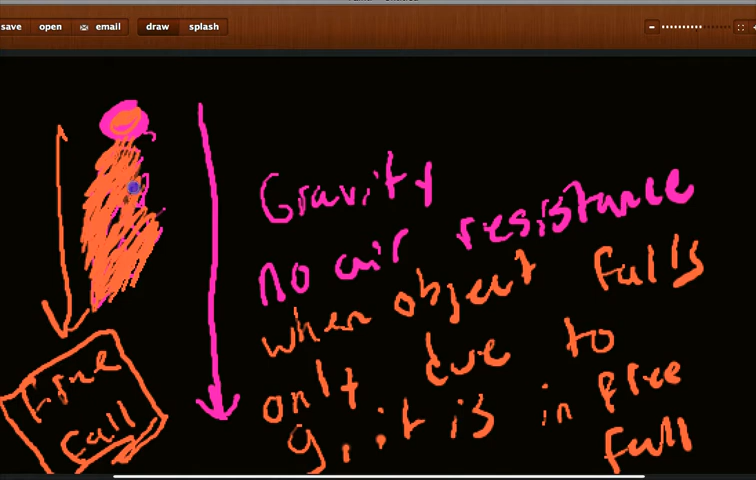 save open email draw splash
Gravity
no air resistance
when object falls
only due to
g, it is in free
fall
Free
fall